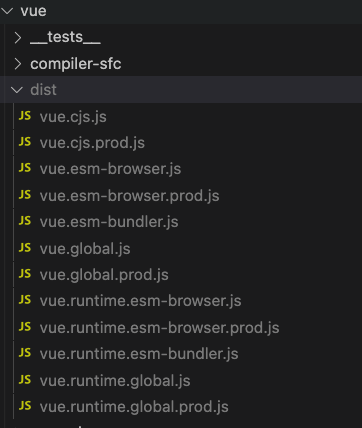 vue
__tests__
compiler-sfc
dist
JS vue.cjs.js
JS vue.cjs.prod.js
JS vue.esm-browser.js
JS vue.esm-browser.prod.js
JS vue.esm-bundler.js
JS vue.global.js
JS vue.global.prod.js
JS vue.runtime.esm-browser.js
JS vue.runtime.esm-browser.prod.js
JS vue.runtime.esm-bundler.js
JS vue.runtime.global.js
JS vue.runtime.global.prod.js